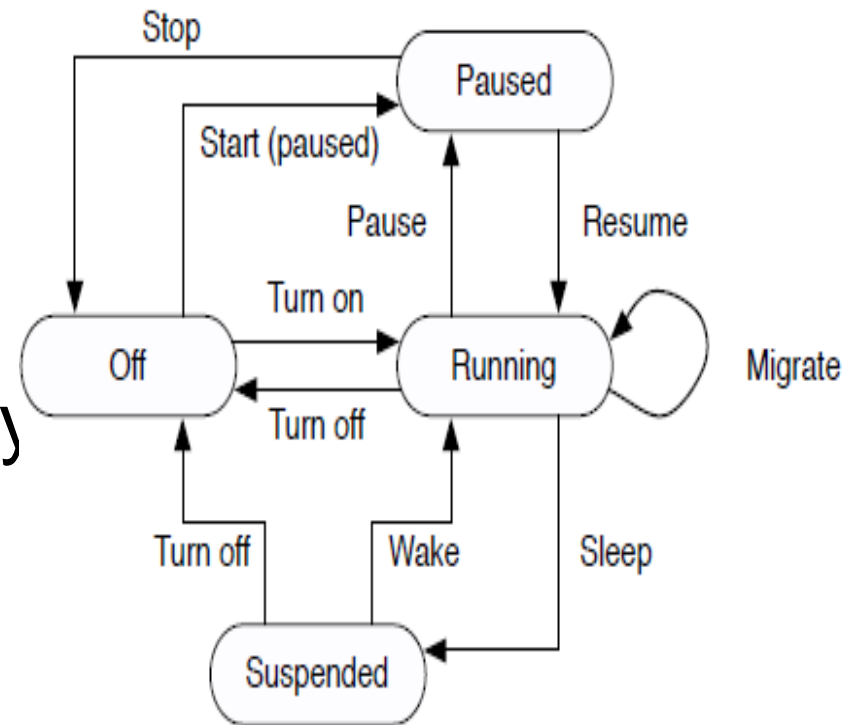 Stop
Paused
Start (paused)
Pause
Resume
Turn on
Off
Running
Migrate
y
Turn off
Turn off
Wake
Sleep
Suspended